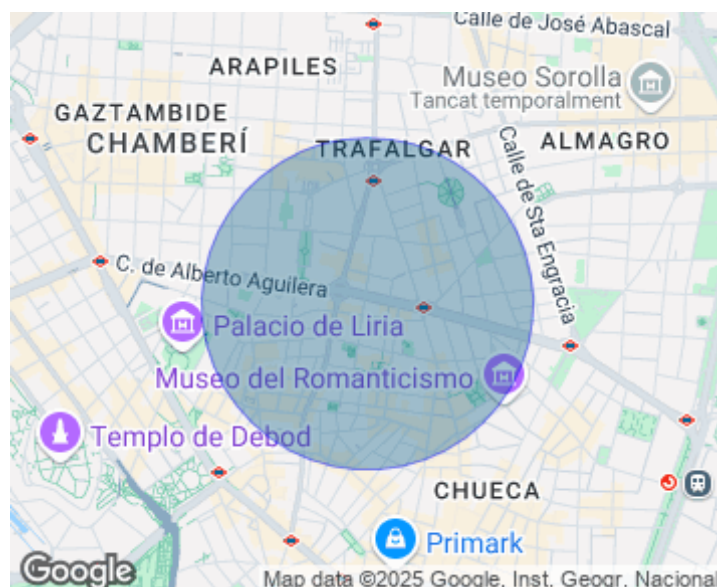 Calle de José Abascal
ARAPILES
Museo Sorolla
Tancat temporalment
GAZTAMBIDE
CHAMBERÍ
TRAFALGAR
ALMAGRO
Calle de Sta Engracia
C. de Alberto Aguilera
Palacio de Liria
Museo del Romanticismo
Templo de Debod
CHUECA
Primark
Google
Map data ©2025 Google, Inst. Geogr. Nacional